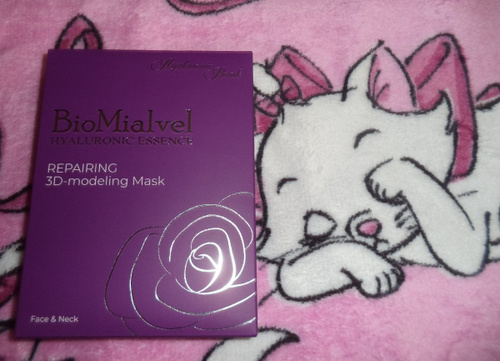 BioMialvel
HYALURONIC ESSENCE
REPAIRING
3D-modeling Mask
Face & Neck